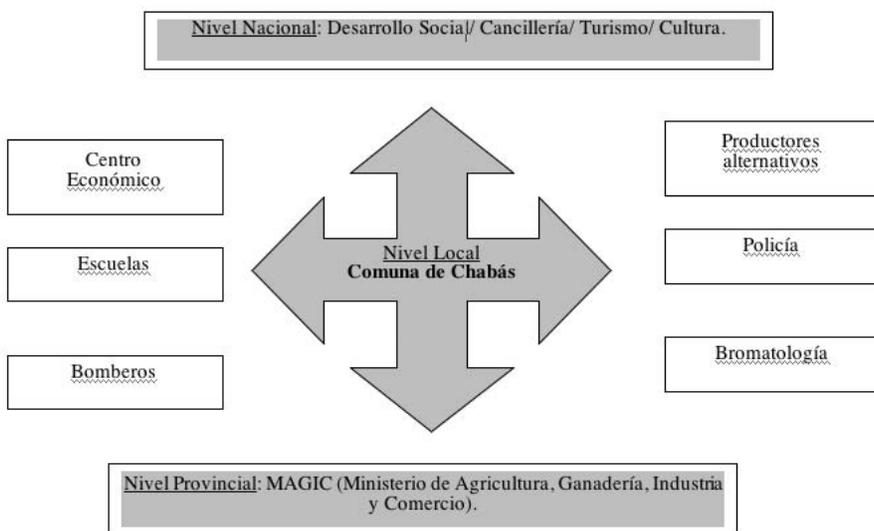 Nivel Nacional: Desarrollo Social/ Cancillería/ Turismo/ Cultura.
Centro
Económico
Productores
alternativos
Escuelas
Nivel Local
Comuna de Chabás
Policía
Bomberos
Bromatología
Nivel Provincial: MAGIC (Ministerio de Agricultura, Ganadería, Industria
y Comercio).